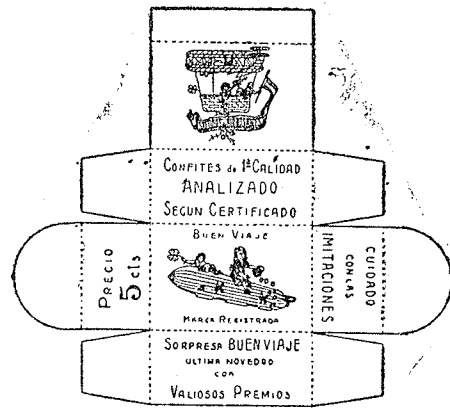 CONFITES de 1ª CALIDAD
ANALIZADO
SEGUN CERTIFICADO
BUEN VIAJE
MARCA REGISTRADA
PRECIO
5 cts
CUIDADO
CON LAS
IMITACIONES
SORPRESA BUEN VIAJE
ULTIMA NOVEDAD
CON
VALIOSOS PREMIOS